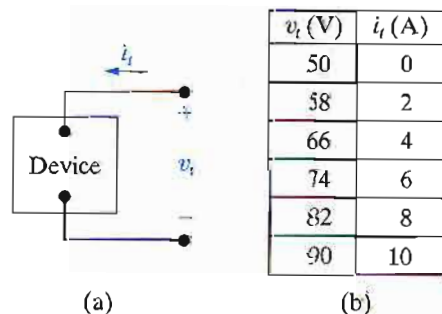 i_t
+
Device
v_t
−
(a)
v_t (V) i_t (A)
50 0
58 2
66 4
74 6
82 8
90 10
(b)